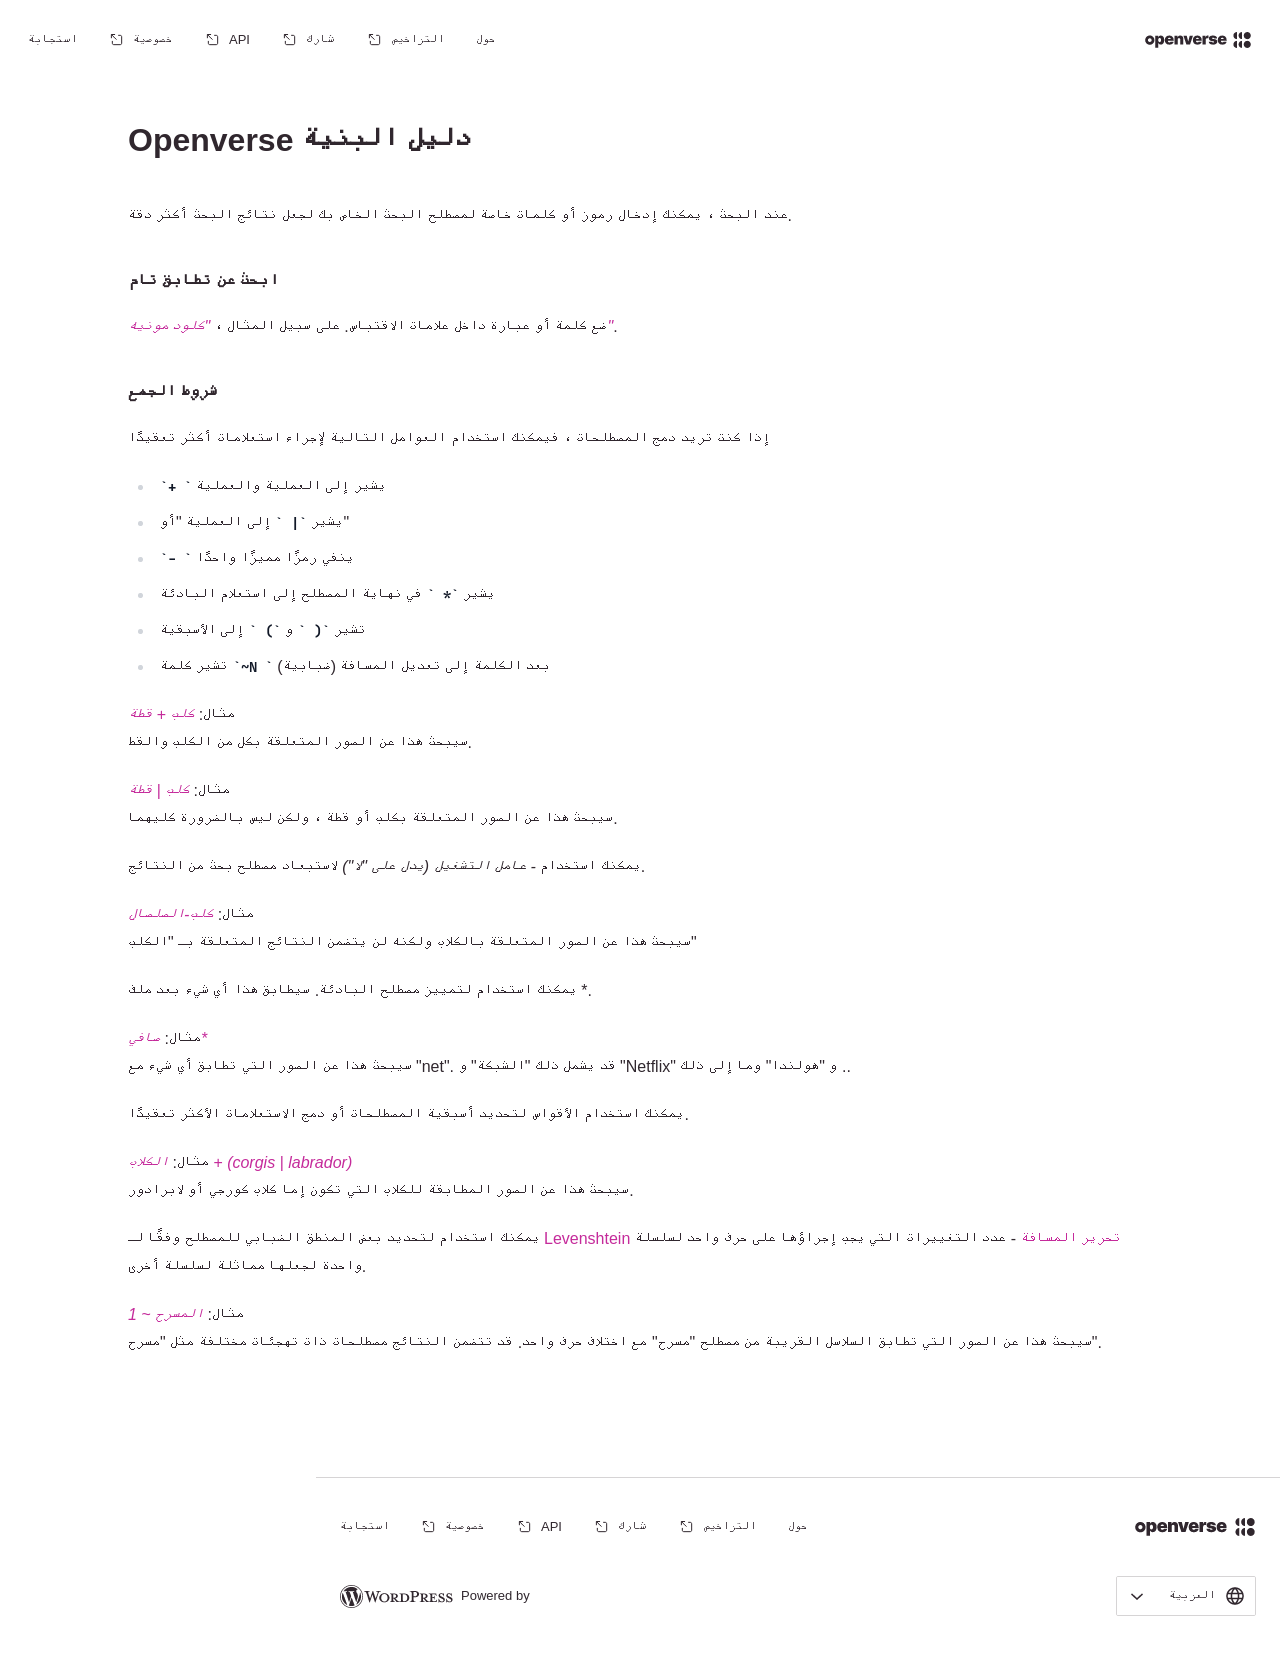 openverse
حول
التراخيص
شارك
API
خصوصية
استجابة
Openverse دليل البنية
عند البحث ، يمكنك إدخال رموز أو كلمات خاصة لمصطلح البحث الخاص بك لجعل نتائج البحث أكثر دقة.
ابحث عن تطابق تام
ضع كلمة أو عبارة داخل علامات الاقتباس. على سبيل المثال ، "كلود مونيه".
شروط الجمع
إذا كنت تريد دمج المصطلحات ، فيمكنك استخدام العوامل التالية لإجراء استعلامات أكثر تعقيدًا
`+ ` يشير إلى العملية والعملية
يشير `| ` إلى العملية "أو"
`- ` ينفي رمزًا مميزًا واحدًا
يشير `* ` في نهاية المصطلح إلى استعلام البادئة
تشير `( ` و `) ` إلى الأسبقية
تشير كلمة `~N ` بعد الكلمة إلى تعديل المسافة (ضبابية)
مثال: كلب + قطة
سيبحث هذا عن الصور المتعلقة بكل من الكلب والقط.
مثال: كلب | قطة
سيبحث هذا عن الصور المتعلقة بكلب أو قطة ، ولكن ليس بالضرورة كليهما.
يمكنك استخدام - عامل التشغيل (يدل على "لا") لاستبعاد مصطلح بحث من النتائج.
مثال: كلب-الصلصال
سيبحث هذا عن الصور المتعلقة بالكلاب ولكنه لن يتضمن النتائج المتعلقة بـ "الكلب"
يمكنك استخدام لتمييز مصطلح البادئة. سيطابق هذا أي شيء بعد ملف *.
مثال: صافي*
سيبحث هذا عن الصور التي تطابق أي شيء مع "net". قد يشمل ذلك "الشبكة" و "Netflix" و "هولندا" وما إلى ذلك ..
يمكنك استخدام الأقواس لتحديد أسبقية المصطلحات أو دمج الاستعلامات الأكثر تعقيدًا.
مثال: الكلاب + (corgis | labrador)
سيبحث هذا عن الصور المطابقة للكلاب التي تكون إما كلاب كورجي أو لابرادور.
يمكنك استخدام لتحديد بعض المنطق الضبابي للمصطلح وفقًا لـ Levenshtein تحرير المسافة - عدد التغييرات التي يجب إجراؤها على حرف واحد لسلسلة
واحدة لجعلها مماثلة لسلسلة أخرى.
مثال: المسرح ~ 1
سيبحث هذا عن الصور التي تطابق السلاسل القريبة من مصطلح "مسرح" مع اختلاف حرف واحد. قد تتضمن النتائج مصطلحات ذات تهجئات مختلفة مثل "مسرح".
openverse
حول
التراخيص
شارك
API
خصوصية
استجابة
العربية
Powered by WORDPRESS